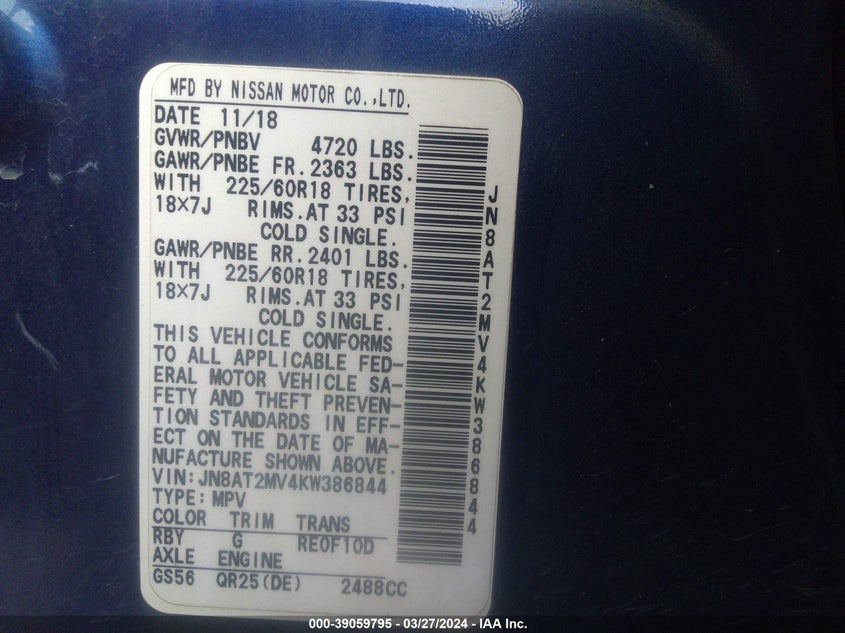 MFD BY NISSAN MOTOR CO.,LTD.
DATE 11/18
GVWR/PNBV 4720 LBS.
GAWR/PNBE FR.2363 LBS.
WITH 225/60R18 TIRES,
18X7J RIMS.AT 33 PSI
COLD SINGLE.
GAWR/PNBE RR.2401 LBS.
WITH 225/60R18 TIRES,
18X7J RIMS.AT 33 PSI
COLD SINGLE.
THIS VEHICLE CONFORMS
TO ALL APPLICABLE FED-
ERAL MOTOR VEHICLE SA-
FETY AND THEFT PREVEN-
TION STANDARDS IN EFF-
ECT ON THE DATE OF MA-
NUFACTURE SHOWN ABOVE.
VIN:JN8AT2MV4KW386844
TYPE:MPV
COLOR TRIM TRANS
RBY G RE0F10D
AXLE ENGINE
GS56 QR25(DE) 2488CC
JN8AT2MV4KW386844
000-39059795 - 03/27/2024 - IAA Inc.